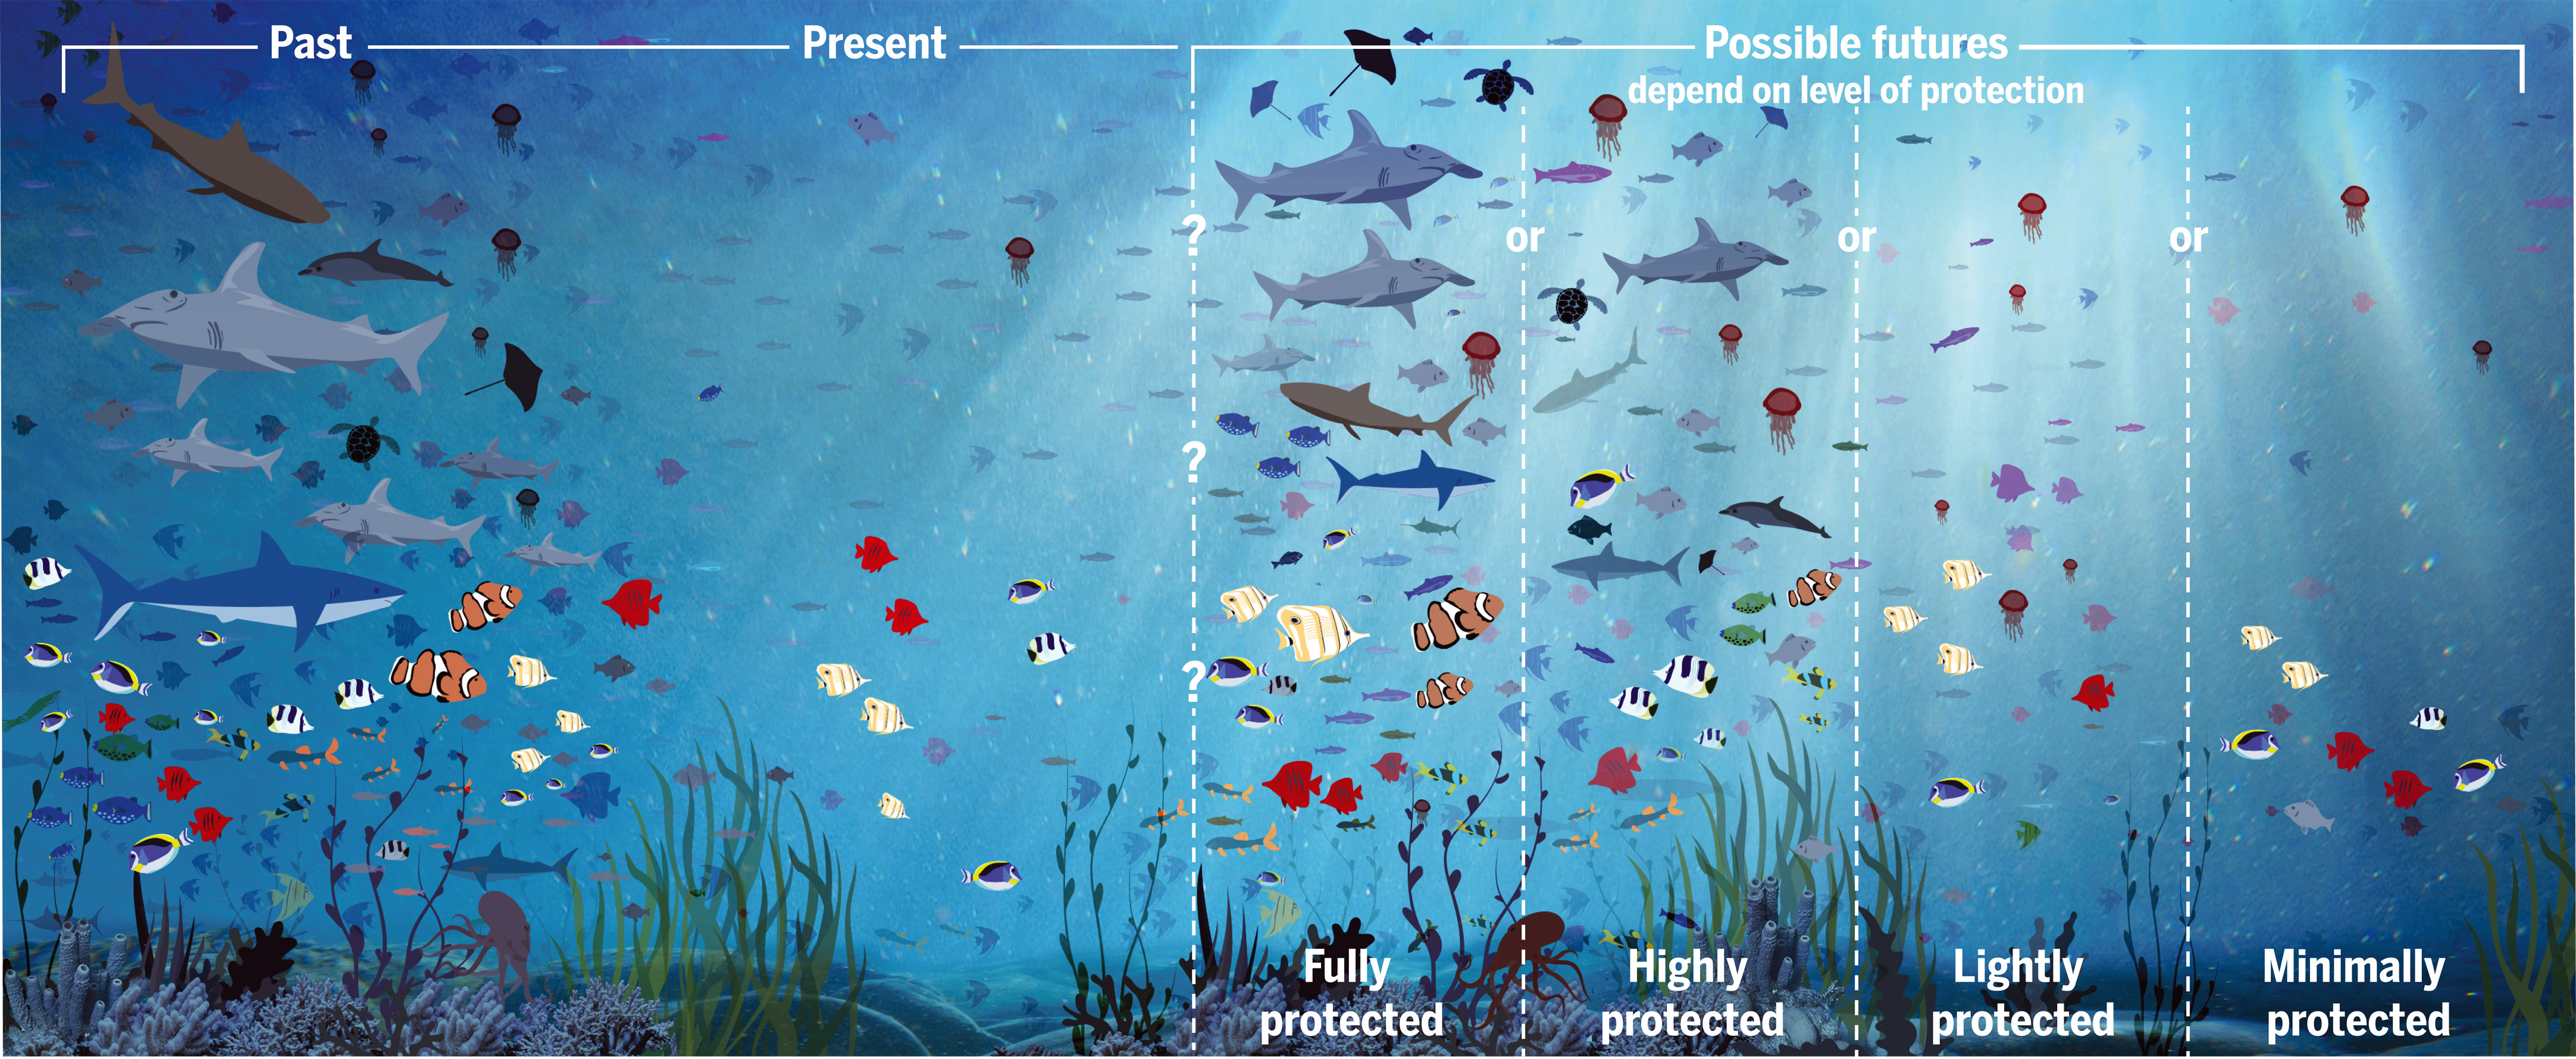 Past
Present
Possible futures
depend on level of protection
?
or
or
or
?
?
Fully
protected
Highly
protected
Lightly
protected
Minimally
protected